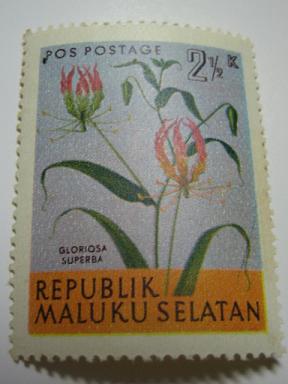 POS POSTAGE
2½ K
GLORIOSA
SUPERBA
REPUBLIK
MALUKU SELATAN